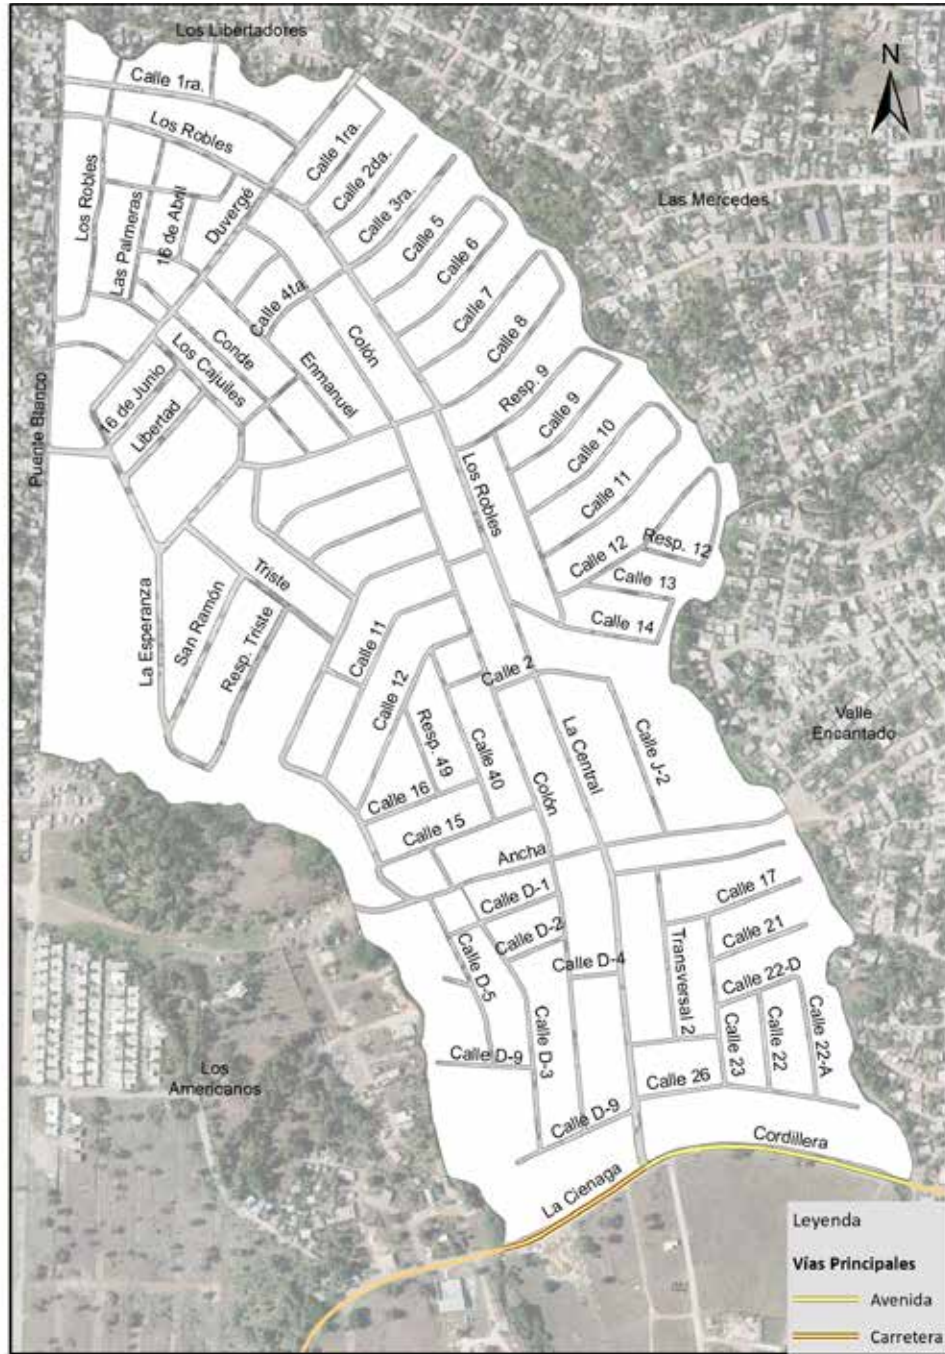 Los Libertadores
N
Calle 1ra.
Los Robles
Calle 1ra.
Calle 2da.
Calle 3ra.
Los Robles
Las Palmeras
16 de Abril
Duvergé
Las Mercedes
Calle 5
Calle 6
Calle 7
Calle 8
Calle 4ta.
Colón
Conde
Enmanuel
Los Cajuiles
16 de Junio
Libertad
Puente Blanco
Resp. 9
Calle 9
Calle 10
Calle 11
Los Robles
Calle 12
Resp. 12
Calle 13
Calle 14
Triste
La Esperanza
San Ramón
Resp. Triste
Calle 11
Calle 12
Calle 2
Resp. 49
Calle 40
Colón
La Central
Calle J-2
Valle
Encantado
Calle 16
Calle 15
Ancha
Calle D-1
Calle D-2
Calle D-4
Calle D-5
Calle D-3
Calle 17
Calle 21
Transversal 2
Calle 22-D
Calle 23
Calle 22
Calle 22-A
Calle D-9
Calle 26
Los
Americanos
Calle D-9
Cordillera
La Cienaga
Leyenda
Vías Principales
Avenida
Carretera